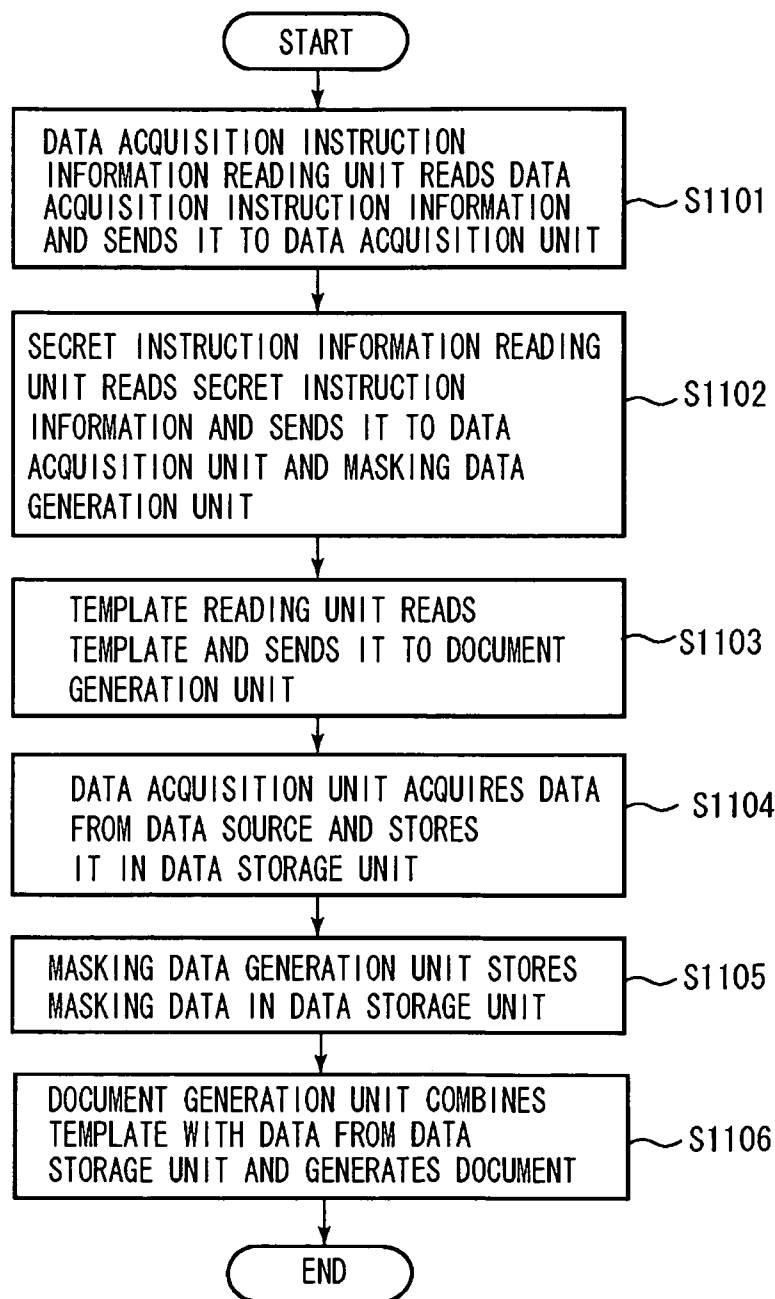 START
DATA ACQUISITION INSTRUCTION
INFORMATION READING UNIT READS DATA
ACQUISITION INSTRUCTION INFORMATION
AND SENDS IT TO DATA ACQUISITION UNIT
S1101
SECRET INSTRUCTION INFORMATION READING
UNIT READS SECRET INSTRUCTION
INFORMATION AND SENDS IT TO DATA
ACQUISITION UNIT AND MASKING DATA
GENERATION UNIT
S1102
TEMPLATE READING UNIT READS
TEMPLATE AND SENDS IT TO DOCUMENT
GENERATION UNIT
S1103
DATA ACQUISITION UNIT ACQUIRES DATA
FROM DATA SOURCE AND STORES
IT IN DATA STORAGE UNIT
S1104
MASKING DATA GENERATION UNIT STORES
MASKING DATA IN DATA STORAGE UNIT
S1105
DOCUMENT GENERATION UNIT COMBINES
TEMPLATE WITH DATA FROM DATA
STORAGE UNIT AND GENERATES DOCUMENT
S1106
END